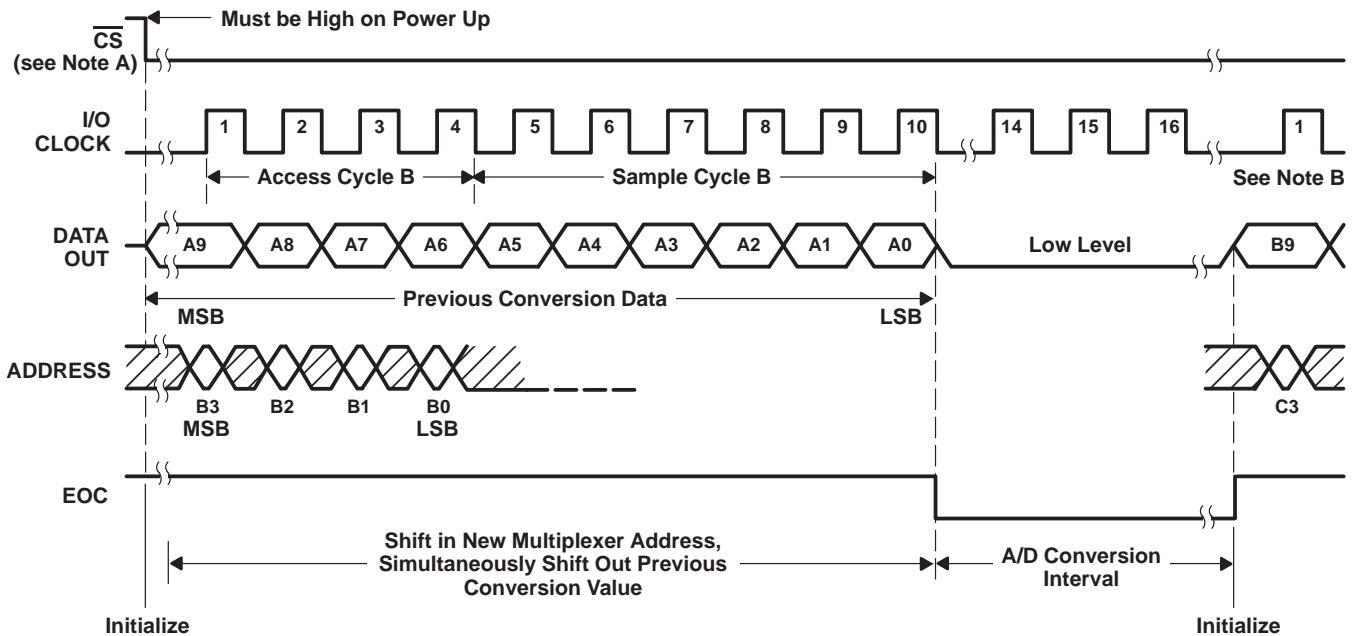 Must be High on Power Up
CS
(see Note A)
I/O
CLOCK
1 2 3 4 5 6 7 8 9 10 14 15 16 1
Access Cycle B
Sample Cycle B
See Note B
DATA
OUT
A9 A8 A7 A6 A5 A4 A3 A2 A1 A0 Low Level B9
Previous Conversion Data
MSB LSB
ADDRESS
B3 B2 B1 B0 C3
MSB LSB
EOC
Shift in New Multiplexer Address,
Simultaneously Shift Out Previous
Conversion Value
A/D Conversion
Interval
Initialize Initialize